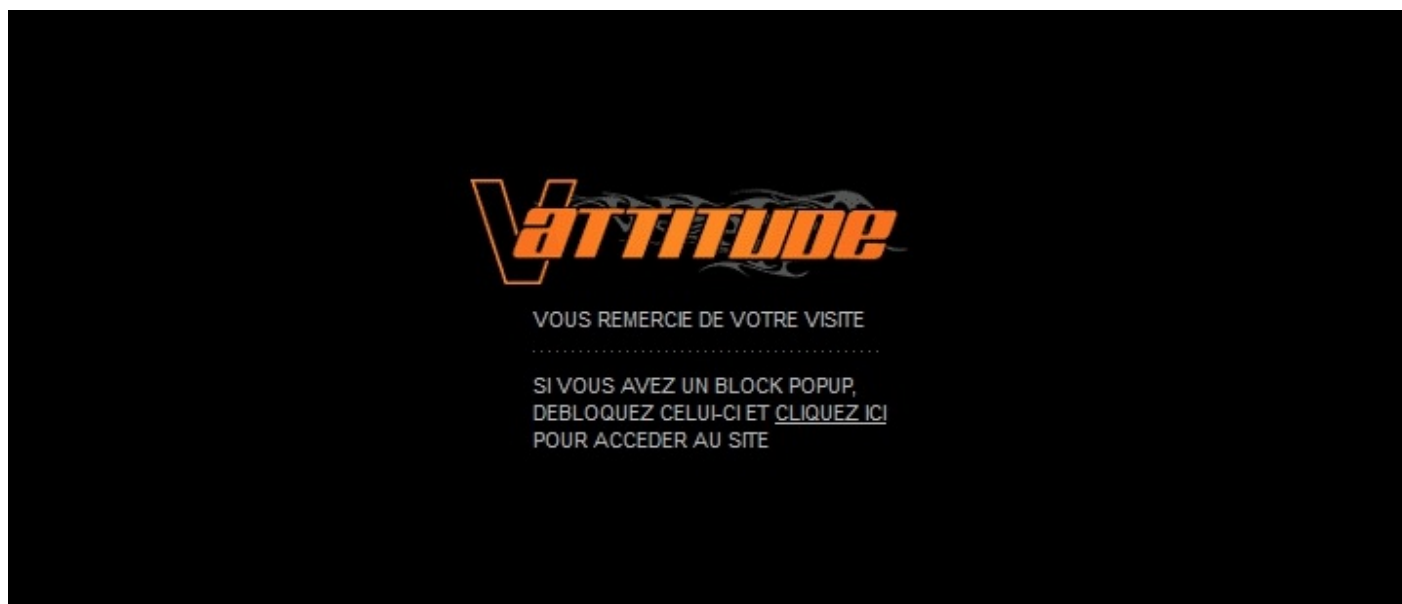 Vattitude
VOUS REMERCIE DE VOTRE VISITE
SI VOUS AVEZ UN BLOCK POPUP,
DEBLOQUEZ CELUI-CI ET CLIQUEZ ICI
POUR ACCEDER AU SITE